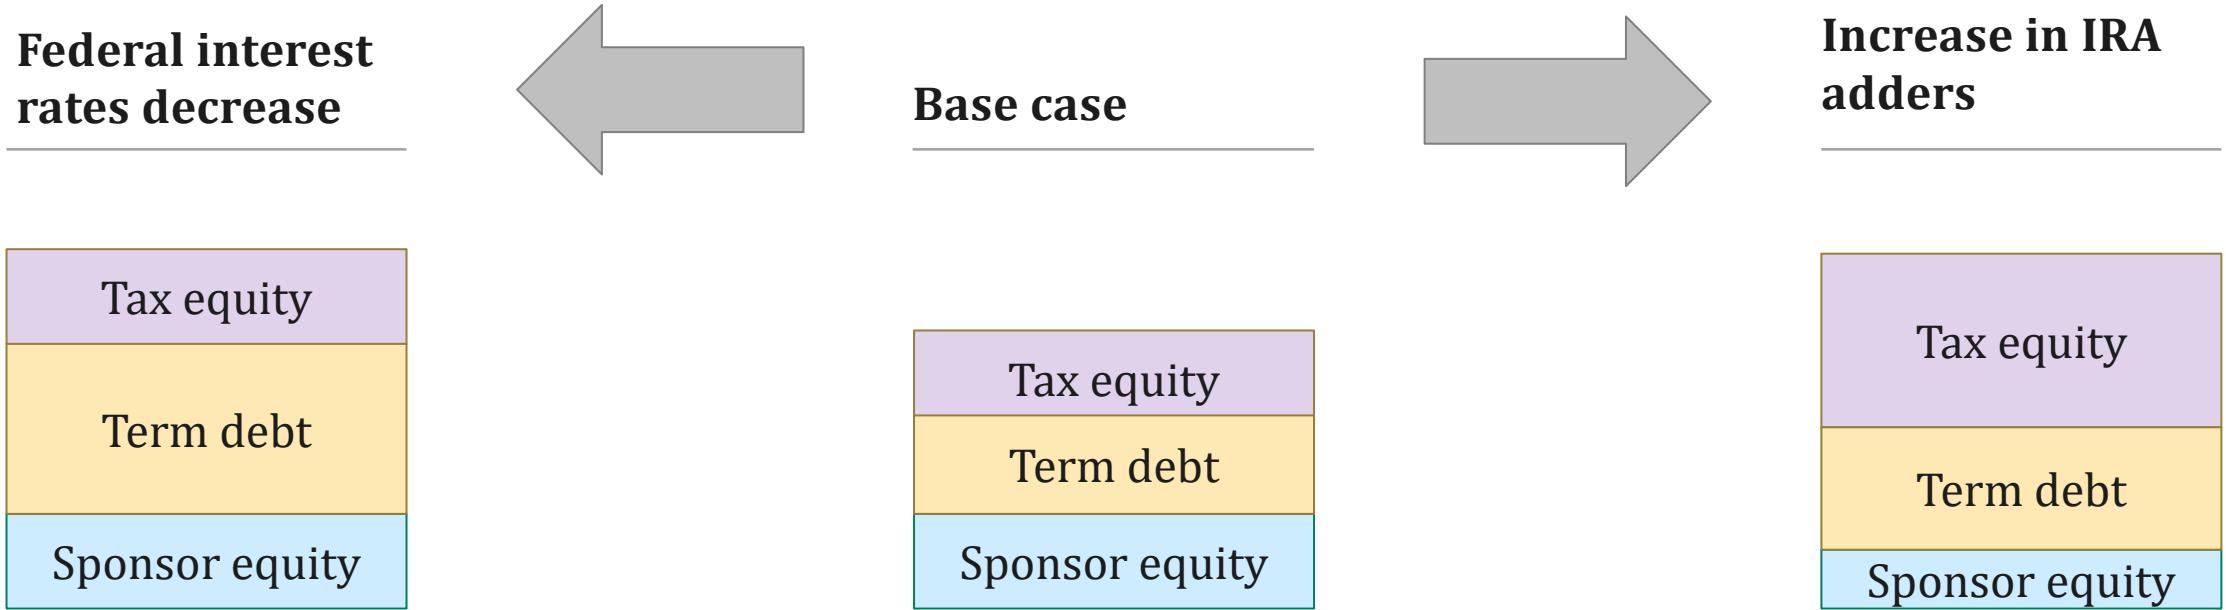 Federal interest
rates decrease
Base case
Increase in IRA
adders
Tax equity
Term debt
Sponsor equity
Tax equity
Term debt
Sponsor equity
Tax equity
Term debt
Sponsor equity